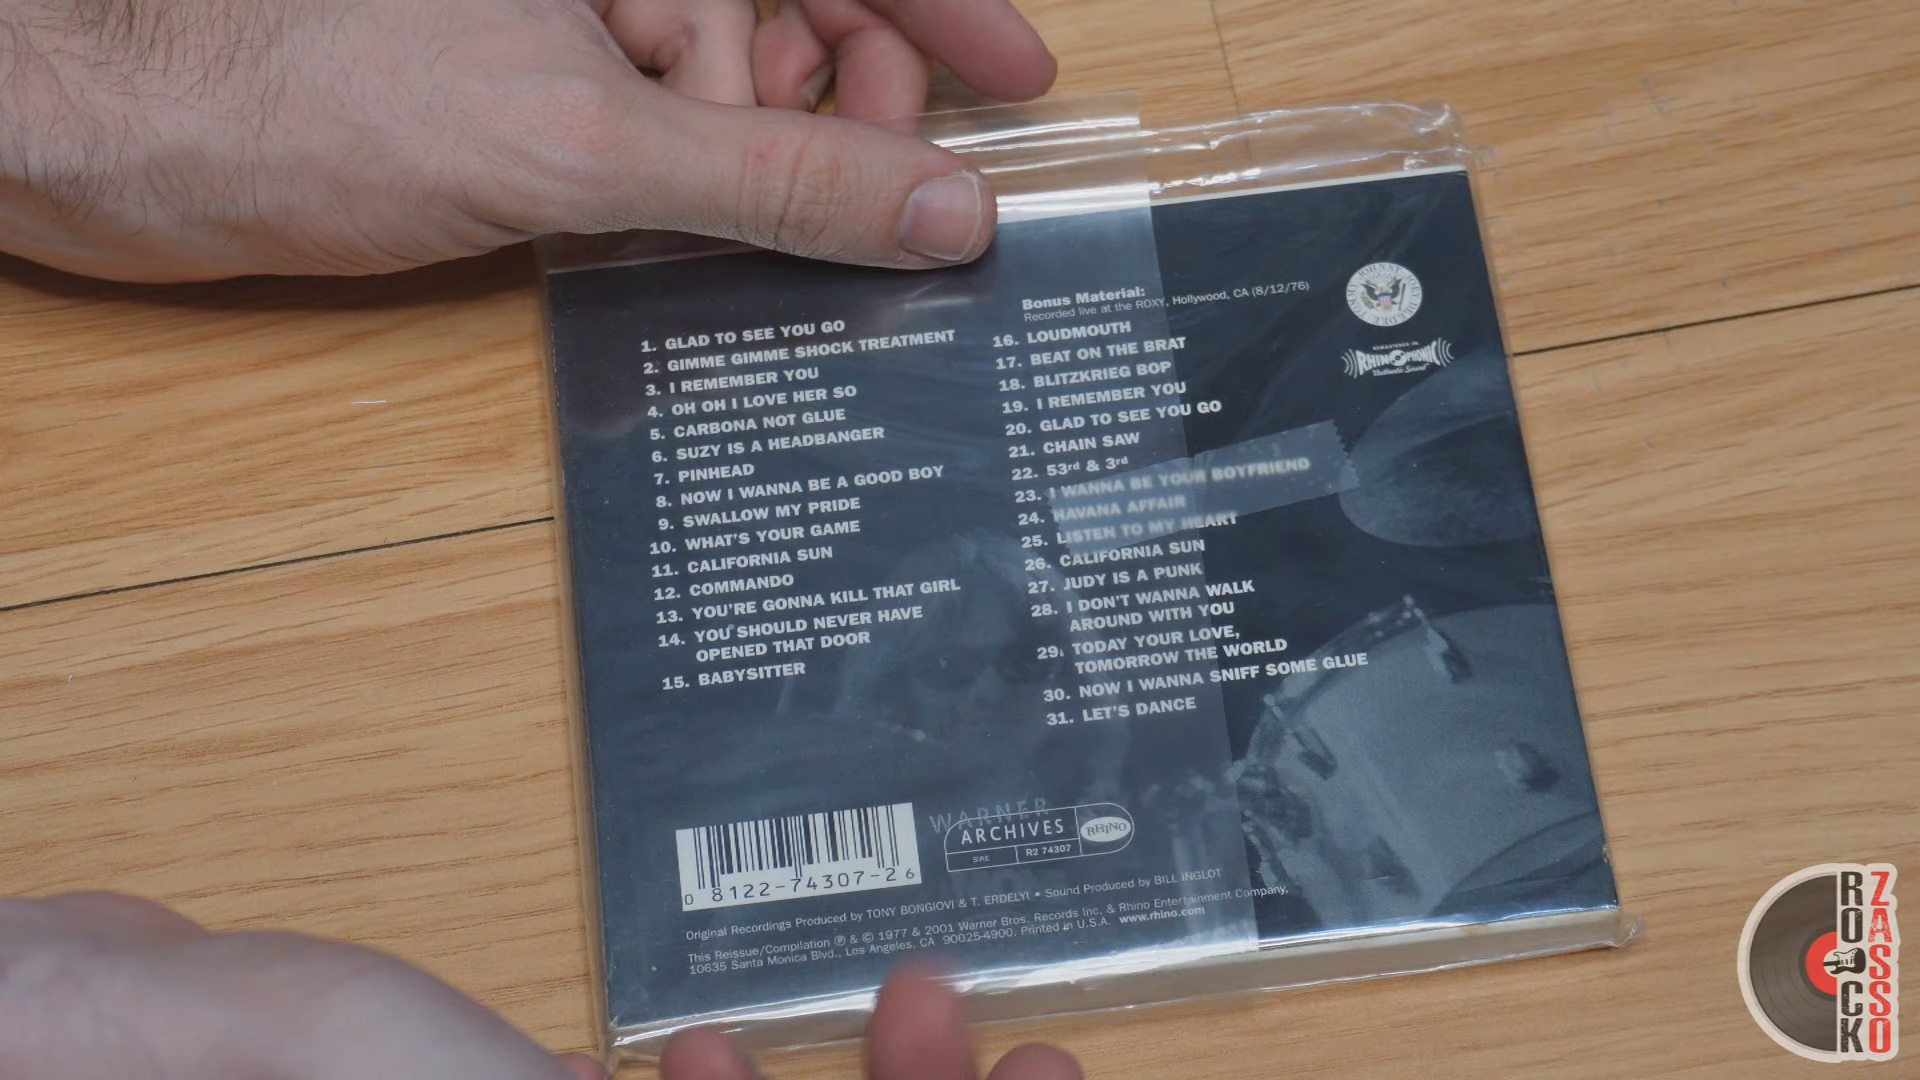 1. GLAD TO SEE YOU GO
2. GIMME GIMME SHOCK TREATMENT
3. I REMEMBER YOU
4. OH OH I LOVE HER SO
5. CARBONA NOT GLUE
6. SUZY IS A HEADBANGER
7. PINHEAD
8. NOW I WANNA BE A GOOD BOY
9. SWALLOW MY PRIDE
10. WHAT'S YOUR GAME
11. CALIFORNIA SUN
12. COMMANDO
13. YOU'RE GONNA KILL THAT GIRL
14. YOU SHOULD NEVER HAVE
OPENED THAT DOOR
15. BABYSITTER
Bonus Material:
Recorded live at the ROXY, Hollywood, CA (8/12/76)
16. LOUDMOUTH
17. BEAT ON THE BRAT
18. BLITZKRIEG BOP
19. I REMEMBER YOU
20. GLAD TO SEE YOU GO
21. CHAIN SAW
22. 53rd & 3rd
23. I WANNA BE YOUR BOYFRIEND
24. HAVANA AFFAIR
25. LISTEN TO MY HEART
26. CALIFORNIA SUN
27. JUDY IS A PUNK
28. I DON'T WANNA WALK
AROUND WITH YOU
29. TODAY YOUR LOVE,
TOMORROW THE WORLD
30. NOW I WANNA SNIFF SOME GLUE
31. LET'S DANCE
JOHNNY JOEY DEE DEE TOMMY
REMASTERED IN
RHINOPHONIC
"Authentic Sound"
WARNER
ARCHIVES
RHINO
SIRE R2 74307
0 8122-74307-2 6
Original Recordings Produced by TONY BONGIOVI & T. ERDELYI • Sound Produced by BILL INGLOT
This Reissue/Compilation ℗ & © 1977 & 2001 Warner Bros. Records Inc. & Rhino Entertainment Company,
10635 Santa Monica Blvd., Los Angeles, CA 90025-4900. Printed in U.S.A. www.rhino.com
ROCK
ZASSO